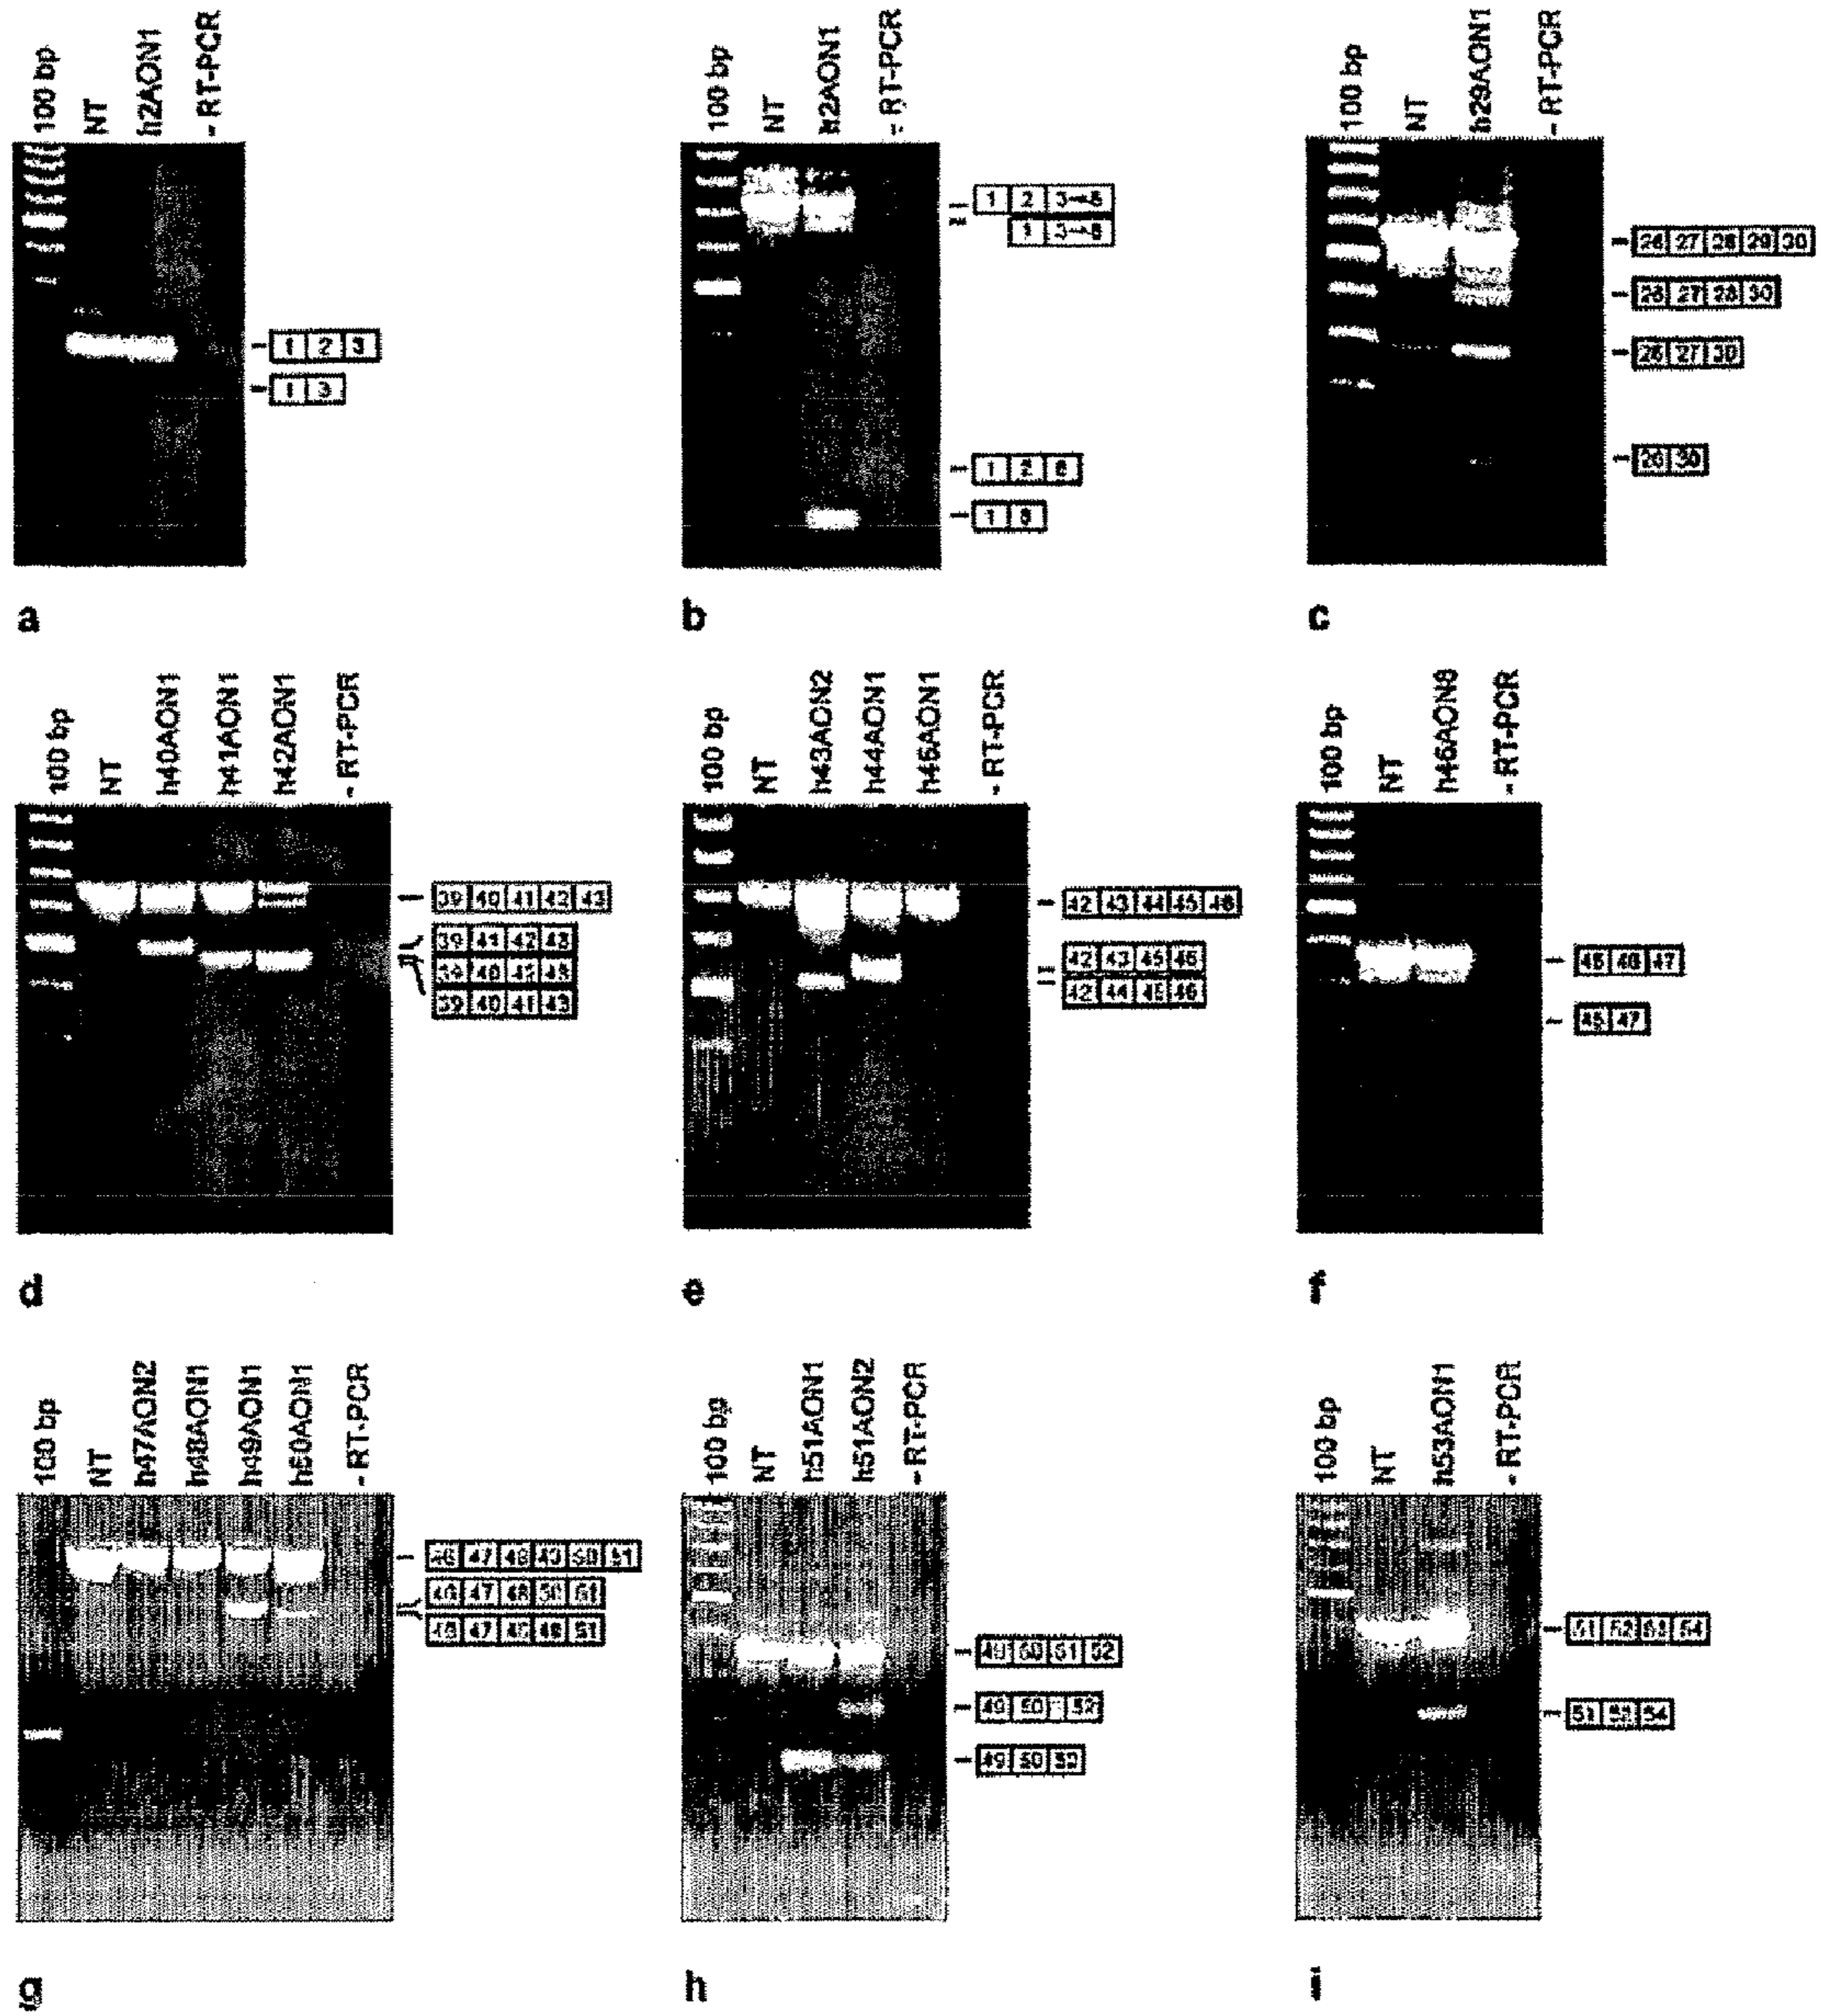 100 bp
NT
h2AON1
- RT-PCR
1 2 3
1 3
a
100 bp
NT
h2AON1
- RT-PCR
1 2 3→8
1 3→8
1 2 8
1 8
b
100 bp
NT
h29AON1
- RT-PCR
26 27 28 29 30
26 27 28 30
26 27 30
26 30
c
100 bp
NT
h40AON1
h41AON1
h42AON1
- RT-PCR
39 40 41 42 43
39 41 42 43
39 40 42 43
39 40 41 43
d
100 bp
NT
h43AON2
h44AON1
h45AON1
- RT-PCR
42 43 44 45 46
42 43 45 46
42 44 45 46
e
100 bp
NT
h46AON8
- RT-PCR
45 46 47
45 47
f
100 bp
NT
h47AON2
h48AON1
h49AON1
h50AON1
- RT-PCR
46 47 48 49 50 51
46 47 48 50 51
46 47 48 49 51
g
100 bp
NT
h51AON1
h51AON2
- RT-PCR
49 50 51 52
49 50 52
49 50 52
h
100 bp
NT
h53AON1
- RT-PCR
51 52 53 54
51 52 54
i